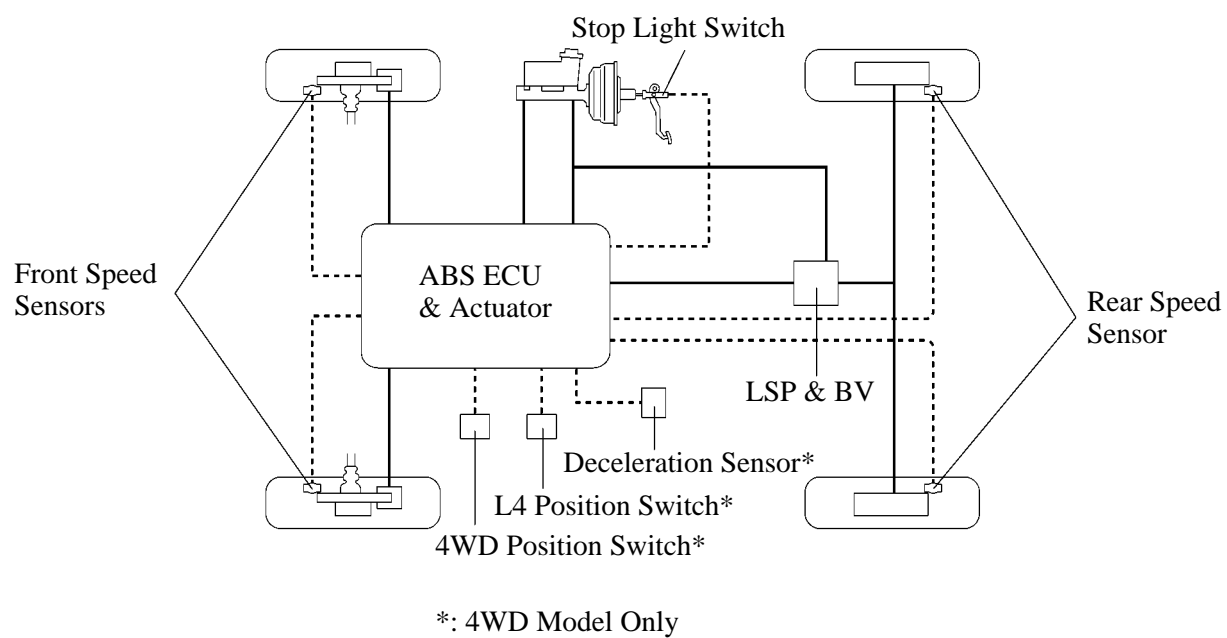 Stop Light Switch
Front Speed
Sensors
ABS ECU
& Actuator
Rear Speed
Sensor
LSP & BV
Deceleration Sensor*
L4 Position Switch*
4WD Position Switch*
*: 4WD Model Only